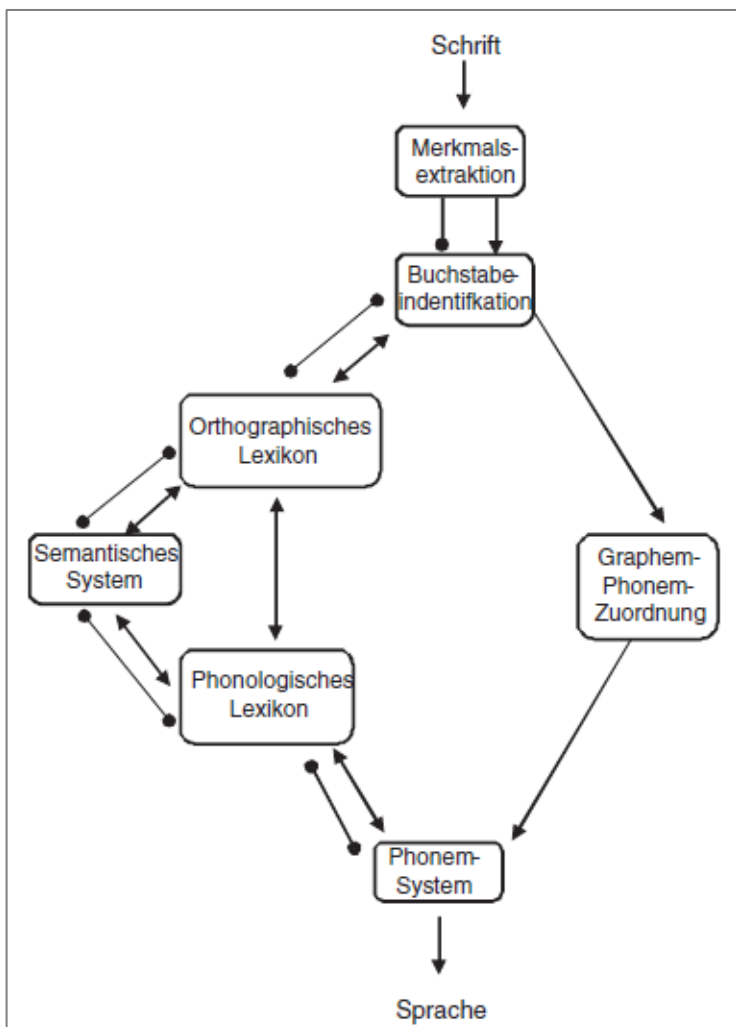 Schrift
Merkmals-
extraktion
Buchstabe-
indentifkation
Orthographisches
Lexikon
Semantisches
System
Graphem-
Phonem-
Zuordnung
Phonologisches
Lexikon
Phonem-
System
Sprache